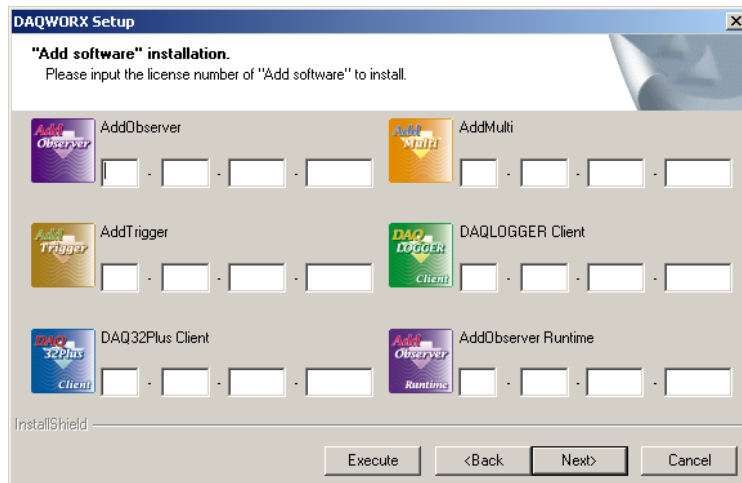 DAQWORX Setup
"Add software" installation.
Please input the license number of "Add software" to install.
Add Observer
AddObserver
- - -
Add Multi
AddMulti
- - -
Add Trigger
AddTrigger
- - -
DAQ LOGGER Client
DAQLOGGER Client
- - -
DAQ 32Plus Client
DAQ32Plus Client
- - -
Add Observer Runtime
AddObserver Runtime
- - -
InstallShield
Execute
<Back
Next>
Cancel